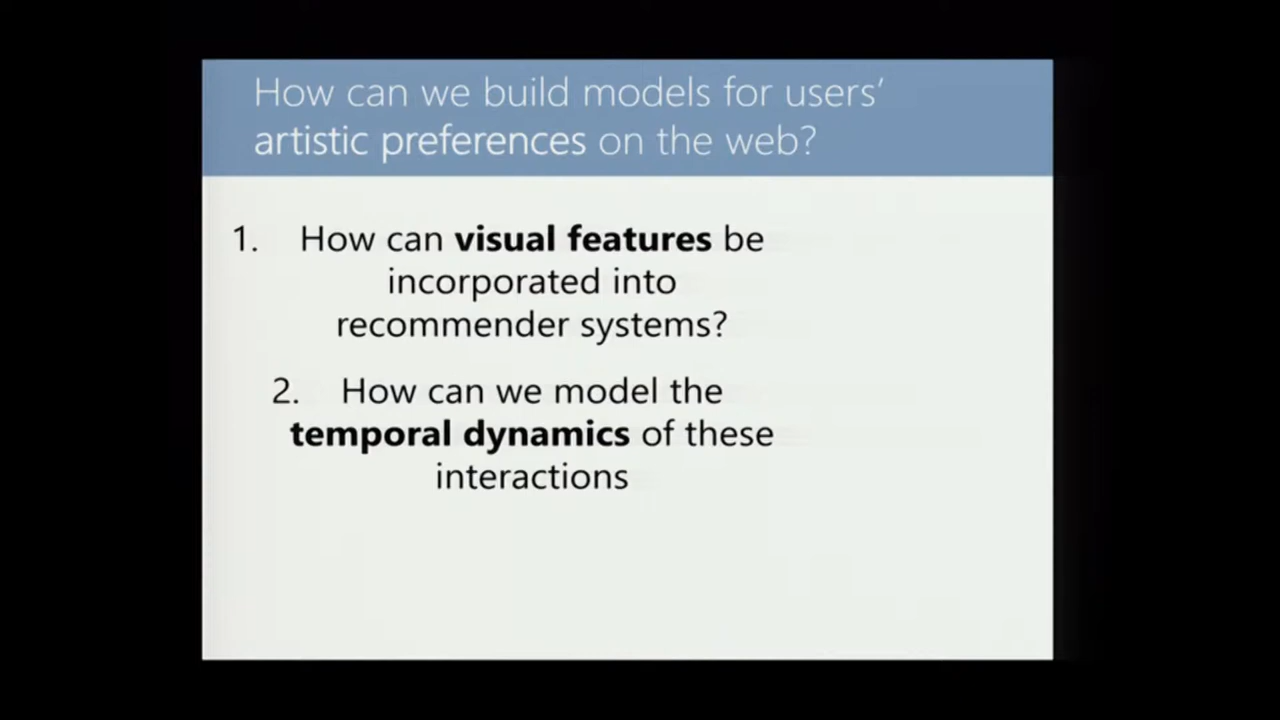 How can we build models for users’
artistic preferences on the web?
1. How can visual features be
incorporated into
recommender systems?
2. How can we model the
temporal dynamics of these
interactions